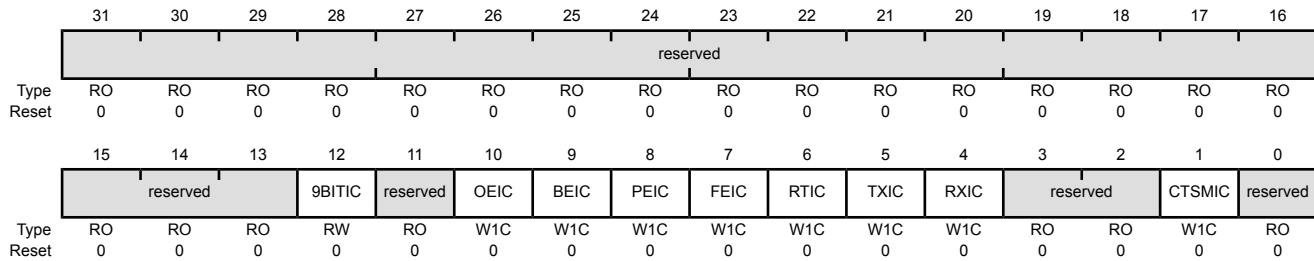 31 30 29 28 27 26 25 24 23 22 21 20 19 18 17 16
reserved
Type RO RO RO RO RO RO RO RO RO RO RO RO RO RO RO RO
Reset 0 0 0 0 0 0 0 0 0 0 0 0 0 0 0 0
15 14 13 12 11 10 9 8 7 6 5 4 3 2 1 0
reserved 9BITIC reserved OEIC BEIC PEIC FEIC RTIC TXIC RXIC reserved CTSMIC reserved
Type RO RO RO RW RO W1C W1C W1C W1C W1C W1C W1C RO RO W1C RO
Reset 0 0 0 0 0 0 0 0 0 0 0 0 0 0 0 0